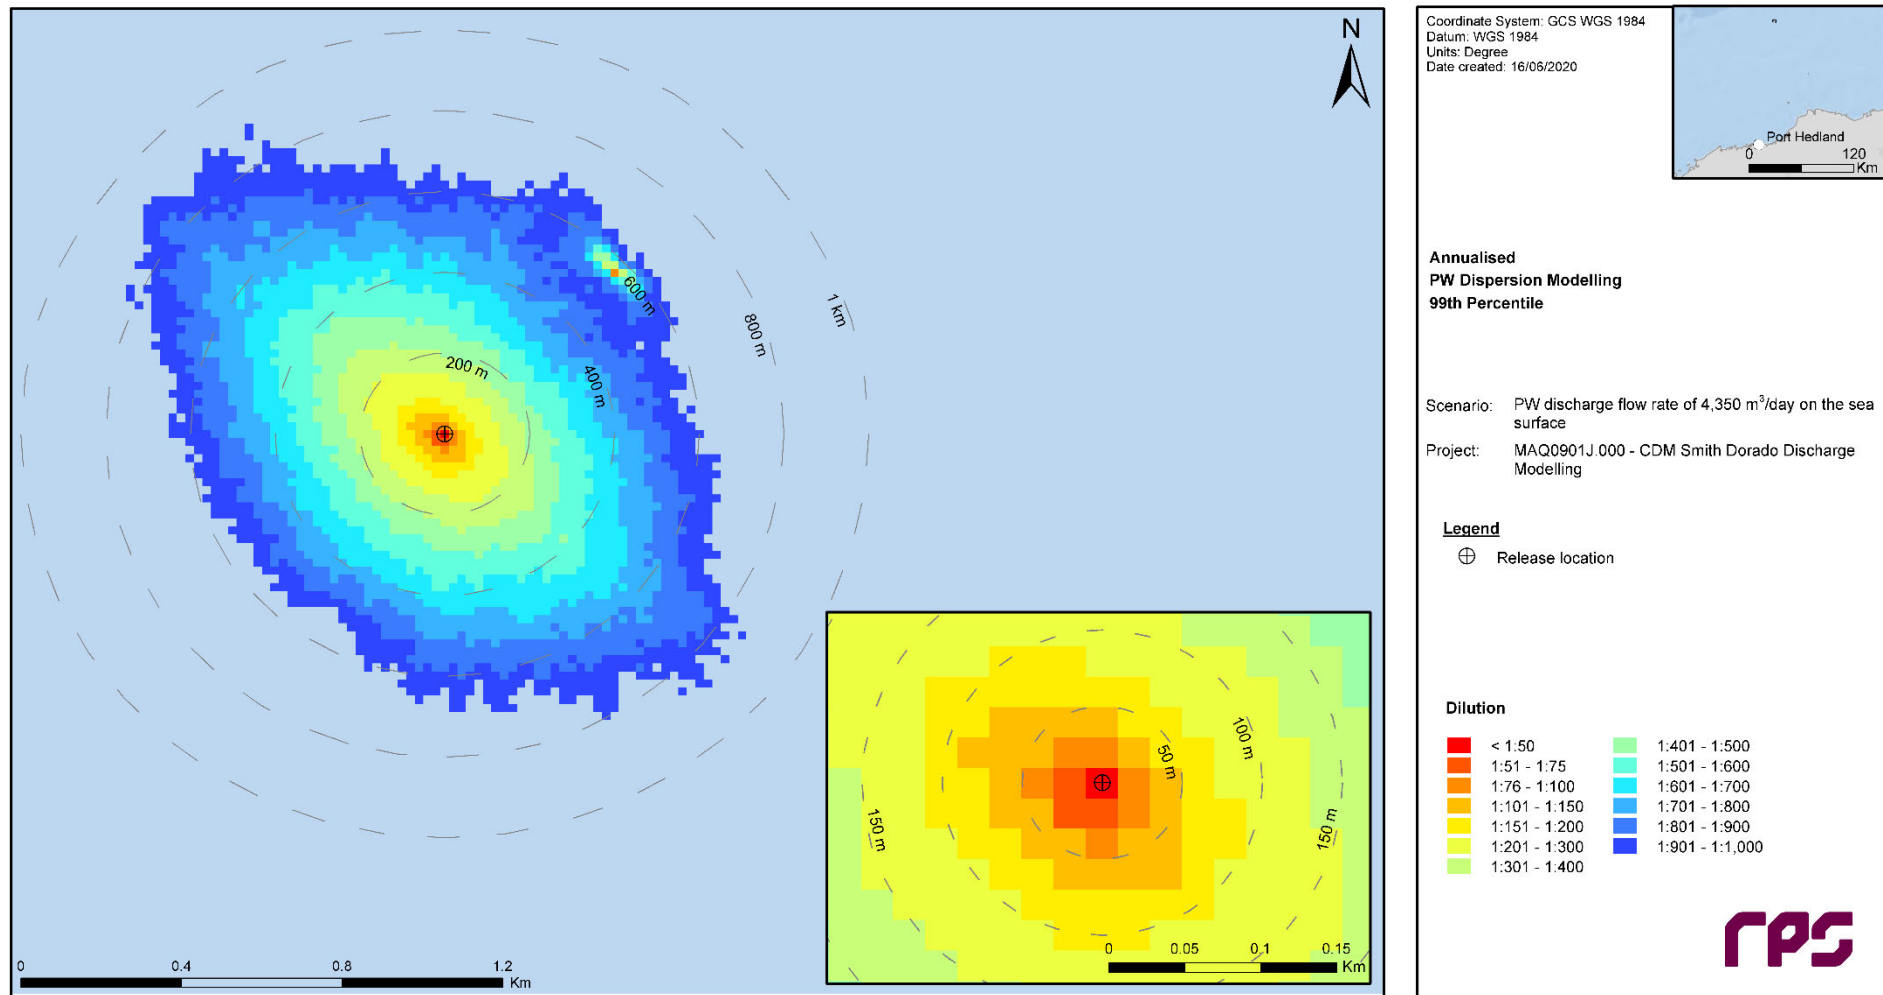 N
1 km
800 m
600 m
400 m
200 m
0 0.4 0.8 1.2
Km
50 m
100 m
150 m
150 m
0 0.05 0.1 0.15
Km
Coordinate System: GCS WGS 1984
Datum: WGS 1984
Units: Degree
Date created: 16/06/2020
Port Hedland
0 120
Km
Annualised
PW Dispersion Modelling
99th Percentile
Scenario: PW discharge flow rate of 4,350 m³/day on the sea
surface
Project: MAQ0901J.000 - CDM Smith Dorado Discharge
Modelling
Legend
Release location
Dilution
< 1:50
1:51 - 1:75
1:76 - 1:100
1:101 - 1:150
1:151 - 1:200
1:201 - 1:300
1:301 - 1:400
1:401 - 1:500
1:501 - 1:600
1:601 - 1:700
1:701 - 1:800
1:801 - 1:900
1:901 - 1:1,000
rps